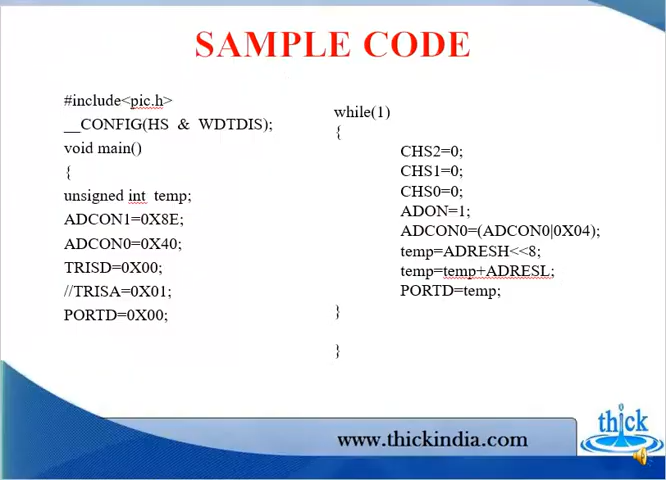 SAMPLE CODE
#include<pic.h>
__CONFIG(HS & WDTDIS);
void main()
{
unsigned int temp;
ADCON1=0X8E;
ADCON0=0X40;
TRISD=0X00;
//TRISA=0X01;
PORTD=0X00;
while(1)
{
CHS2=0;
CHS1=0;
CHS0=0;
ADON=1;
ADCON0=(ADCON0|0X04);
temp=ADRESH<<8;
temp=temp+ADRESL;
PORTD=temp;
}
}
www.thickindia.com
thick